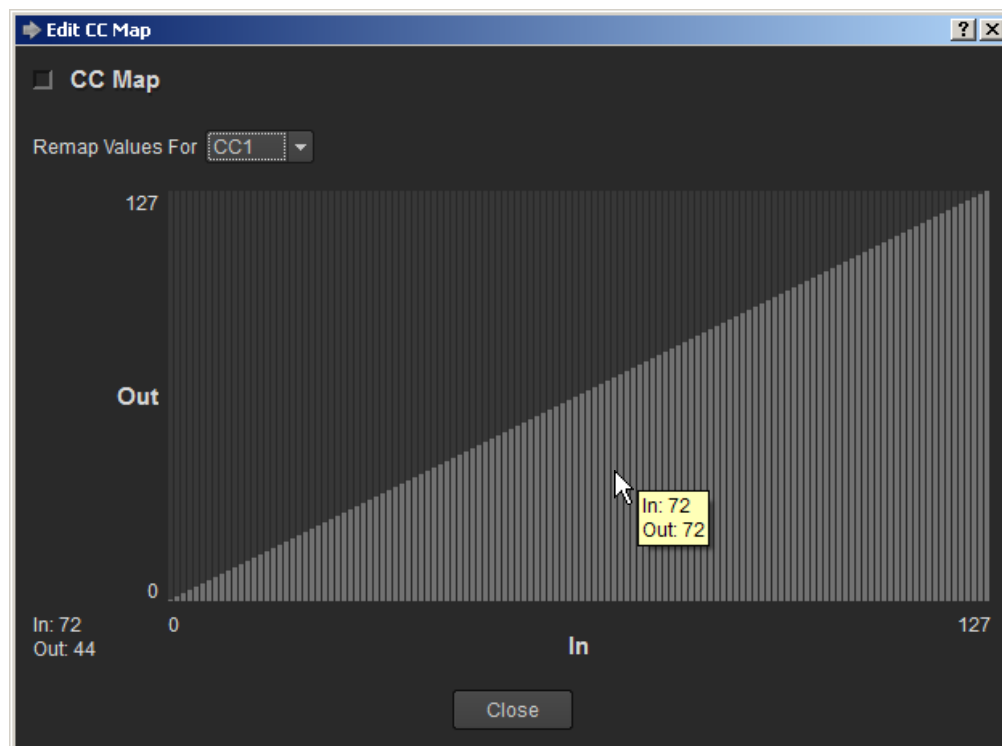 Edit CC Map
CC Map
Remap Values For CC1
127
Out
In: 72
Out: 72
0
In: 72
Out: 44
0
127
In
Close